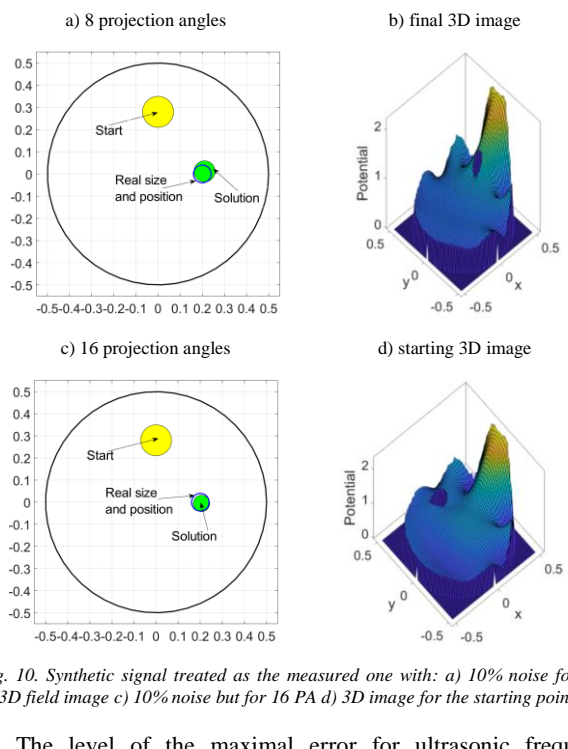 a) 8 projection angles
b) final 3D image
0.5
0.4
0.3
0.2
0.1
0
-0.1
-0.2
-0.3
-0.4
-0.5
-0.5-0.4-0.3-0.2-0.1 0 0.1 0.2 0.3 0.4 0.5
Start
Real size
and position
Solution
Potential
2
1
0
0.5
y 0
-0.5 -0.5
0
x
0.5
c) 16 projection angles
d) starting 3D image
0.5
0.4
0.3
0.2
0.1
0
-0.1
-0.2
-0.3
-0.4
-0.5
-0.5-0.4-0.3-0.2-0.1 0 0.1 0.2 0.3 0.4 0.5
Start
Real size
and position
Solution
Potential
2
1
0
0.5
y 0
-0.5 -0.5
0
x
0.5
g. 10. Synthetic signal treated as the measured one with: a) 10% noise fo
3D field image c) 10% noise but for 16 PA d) 3D image for the starting poin
The level of the maximal error for ultrasonic frequ